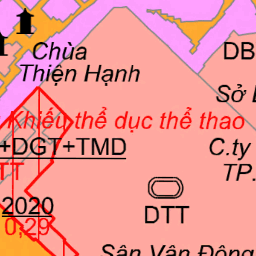 Chùa
Thiện Hạnh
DB
Sở
Khiếu thể dục thể thao
+DGT+TMD
C.ty
TT
TP.
2020
DTT
0,29
Sân Vận Động